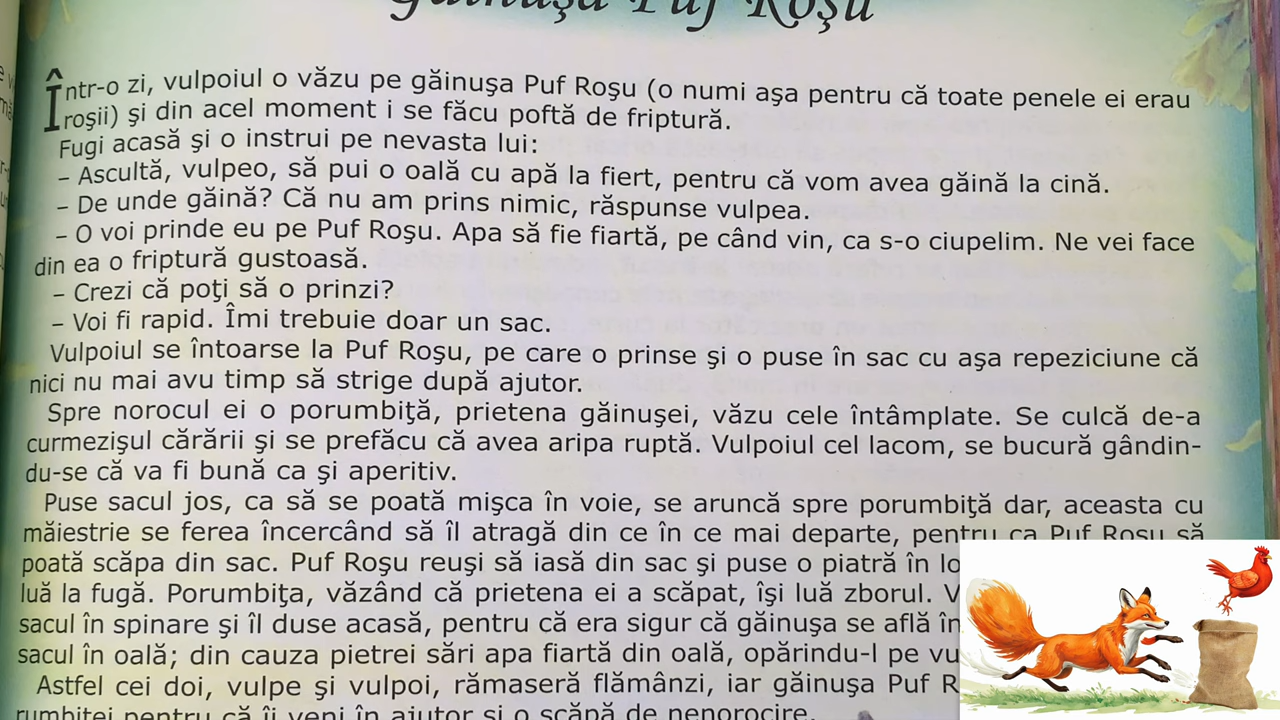 Găinuşa Puf Roşu
Într-o zi, vulpoiul o văzu pe găinuşa Puf Roşu (o numi aşa pentru că toate penele ei erau
roşii) şi din acel moment i se făcu poftă de friptură.
Fugi acasă şi o instrui pe nevasta lui:
– Ascultă, vulpeo, să pui o oală cu apă la fiert, pentru că vom avea găină la cină.
– De unde găină? Că nu am prins nimic, răspunse vulpea.
– O voi prinde eu pe Puf Roşu. Apa să fie fiartă, pe când vin, ca s-o ciupelim. Ne vei face
din ea o friptură gustoasă.
– Crezi că poţi să o prinzi?
– Voi fi rapid. Îmi trebuie doar un sac.
Vulpoiul se întoarse la Puf Roşu, pe care o prinse şi o puse în sac cu aşa repeziciune că
nici nu mai avu timp să strige după ajutor.
Spre norocul ei o porumbiţă, prietena găinuşei, văzu cele întâmplate. Se culcă de-a
curmezişul cărării şi se prefăcu că avea aripa ruptă. Vulpoiul cel lacom, se bucură gândin-
du-se că va fi bună ca şi aperitiv.
Puse sacul jos, ca să se poată mişca în voie, se aruncă spre porumbiţă dar, aceasta cu
măiestrie se ferea încercând să îl atragă din ce în ce mai departe, pentru ca Puf Roşu să
poată scăpa din sac. Puf Roşu reuşi să iasă din sac şi puse o piatră în
luă la fugă. Porumbiţa, văzând că prietena ei a scăpat, îşi luă zborul.
sacul în spinare şi îl duse acasă, pentru că era sigur că găinuşa se află
sacul în oală; din cauza pietrei sări apa fiartă din oală, opărindu-l pe
Astfel cei doi, vulpe şi vulpoi, rămaseră flămânzi, iar găinuşa Puf
rumbiţei pentru că îi veni în ajutor şi o scăpă de nenorocire.